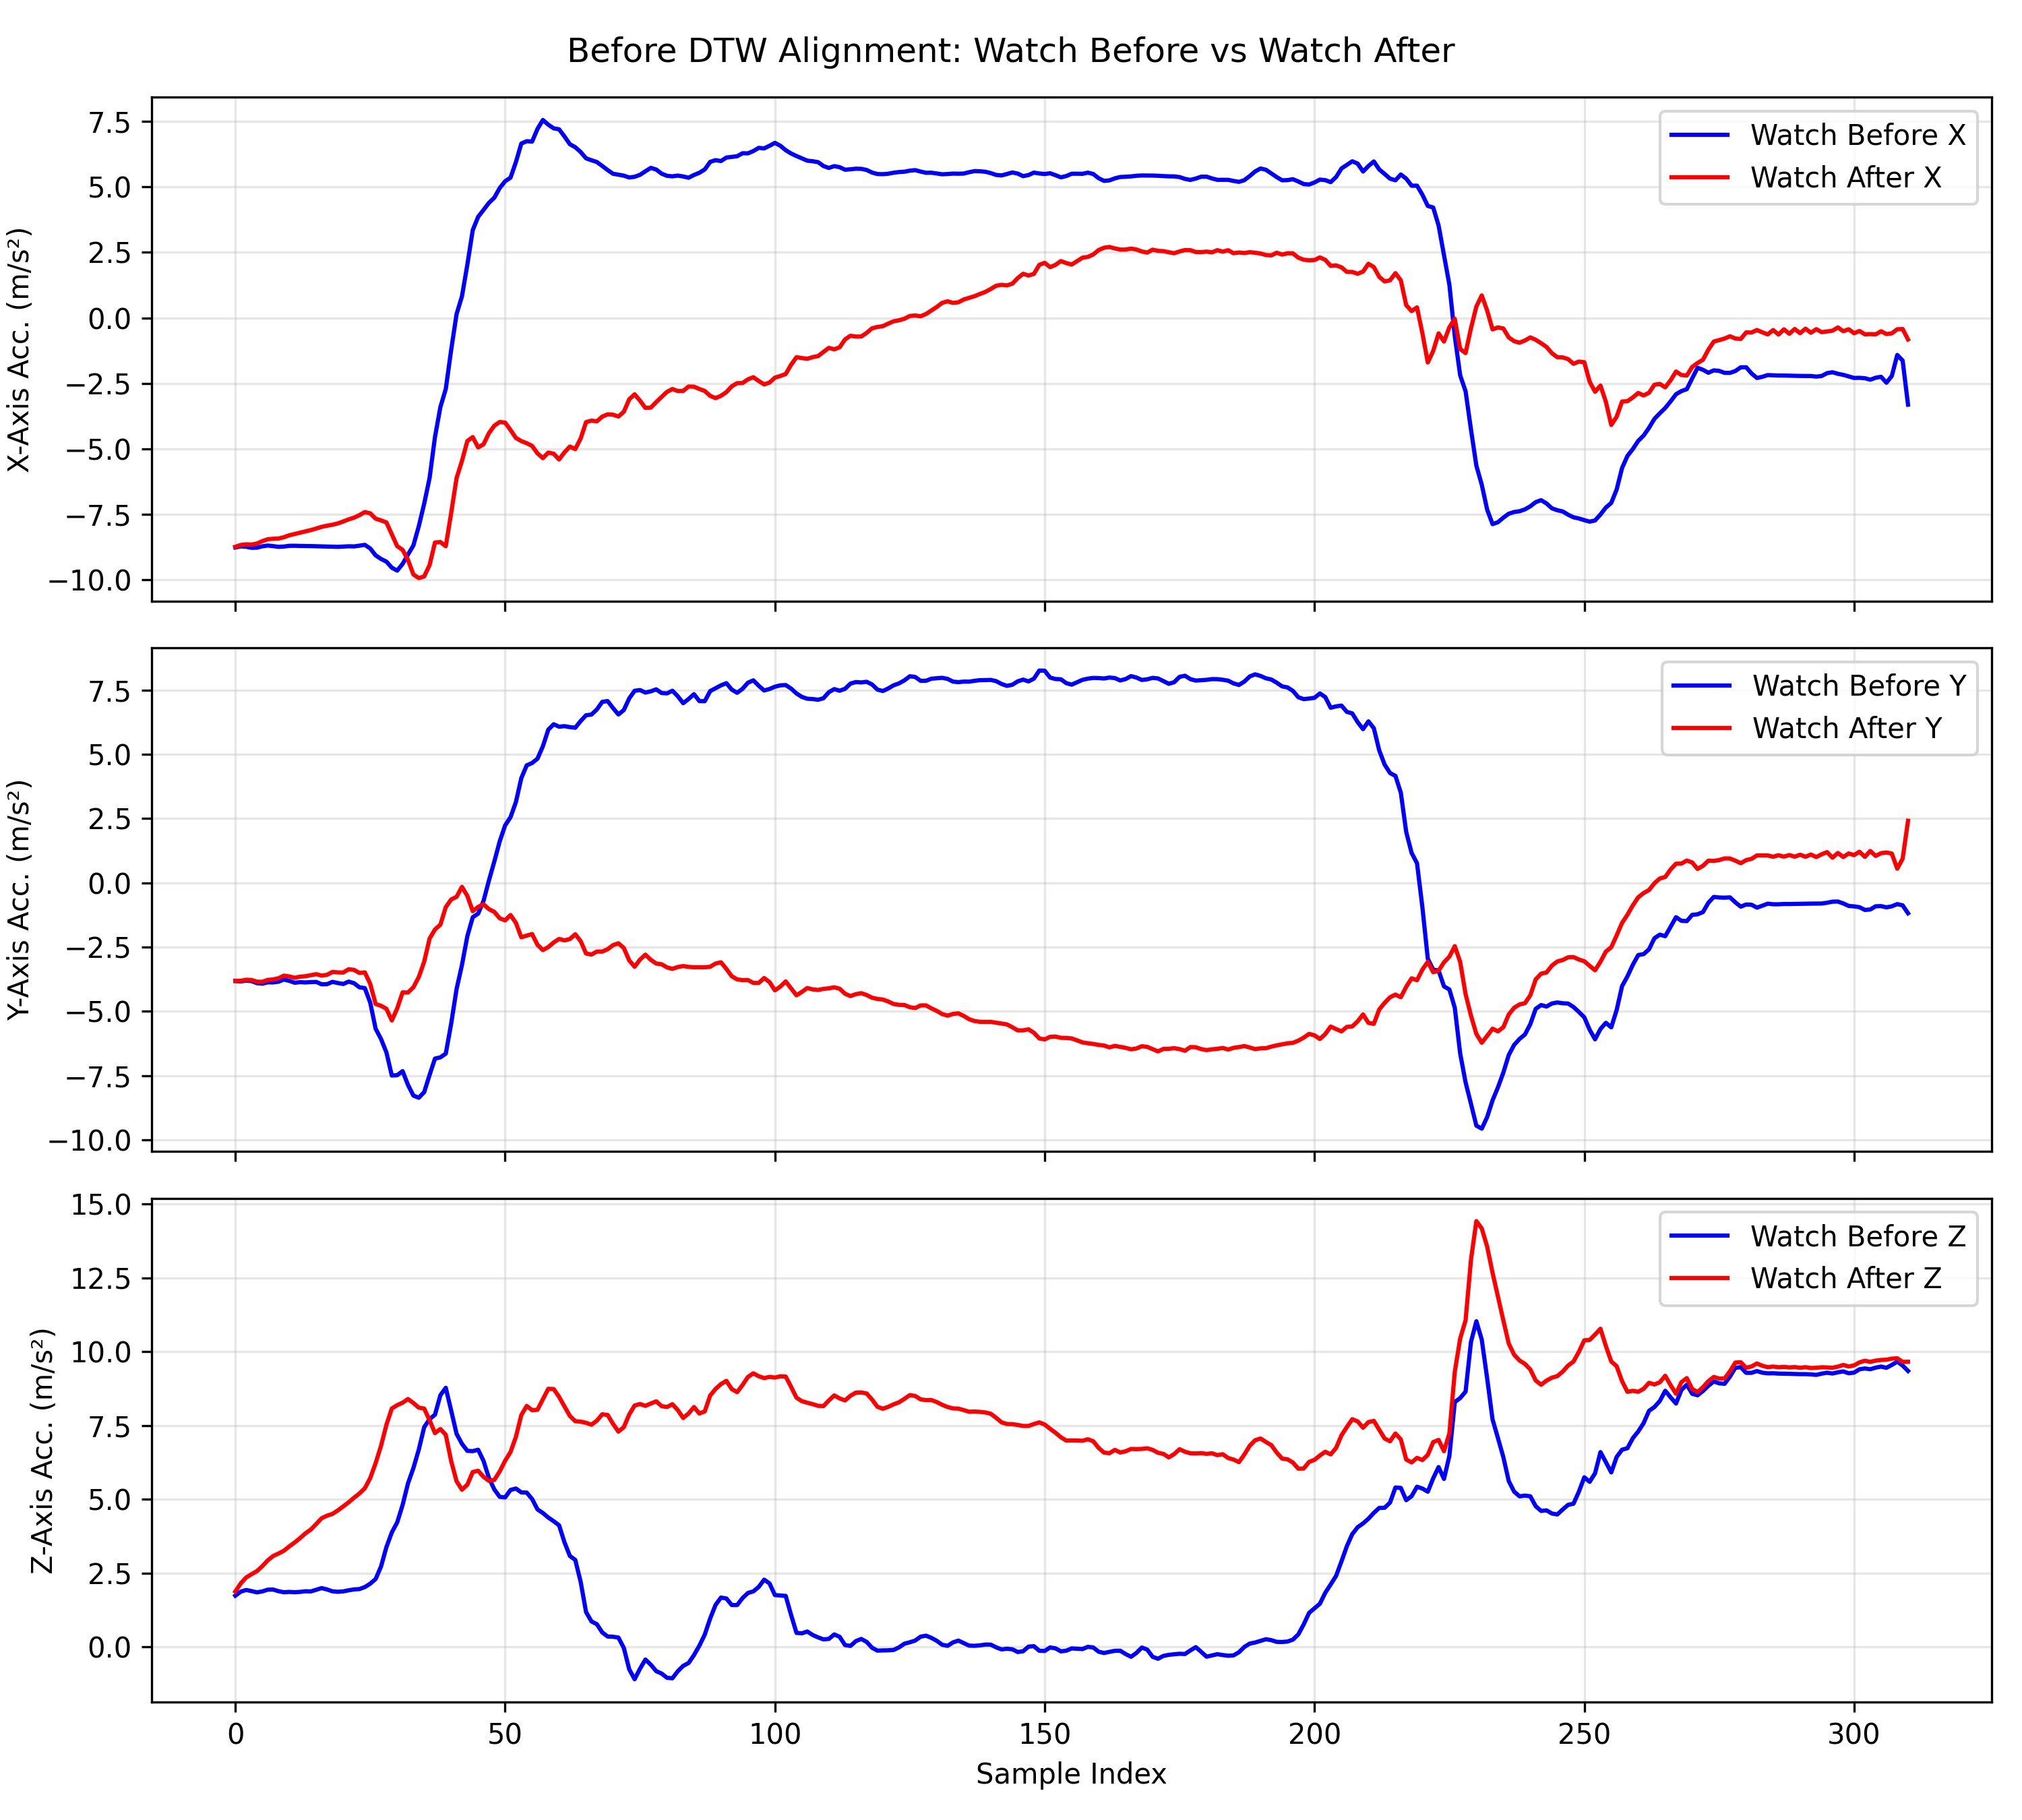 Before DTW Alignment: Watch Before vs Watch After
7.5
5.0
2.5
0.0
−2.5
−5.0
−7.5
−10.0
X-Axis Acc. (m/s²)
Watch Before X
Watch After X
7.5
5.0
2.5
0.0
−2.5
−5.0
−7.5
−10.0
Y-Axis Acc. (m/s²)
Watch Before Y
Watch After Y
15.0
12.5
10.0
7.5
5.0
2.5
0.0
Z-Axis Acc. (m/s²)
Watch Before Z
Watch After Z
0 50 100 150 200 250 300
Sample Index